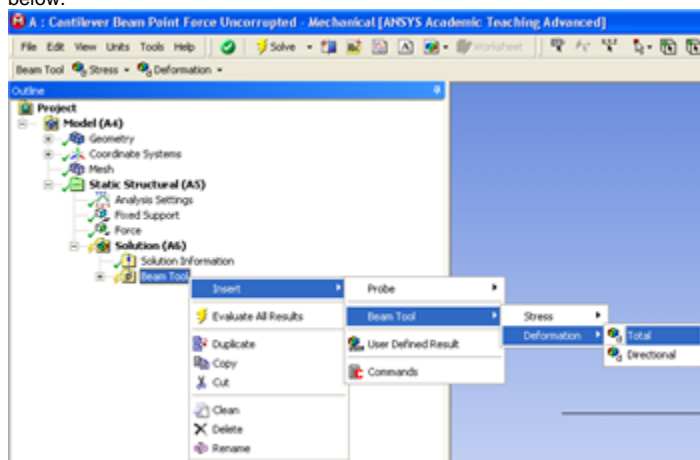 below:
A : Cantilever Beam Point Force Uncorrupted - Mechanical [ANSYS Academic Teaching Advanced]
File Edit View Units Tools Help Solve Worksheet
Beam Tool Stress Deformation
Outline
Project
Model (A4)
Geometry
Coordinate Systems
Mesh
Static Structural (A5)
Analysis Settings
Fixed Support
Force
Solution (A6)
Solution Information
Beam Tool
Insert
Evaluate All Results
Duplicate
Copy
Cut
Clean
Delete
Rename
Probe
Beam Tool
User Defined Result
Commands
Stress
Deformation
Total
Directional